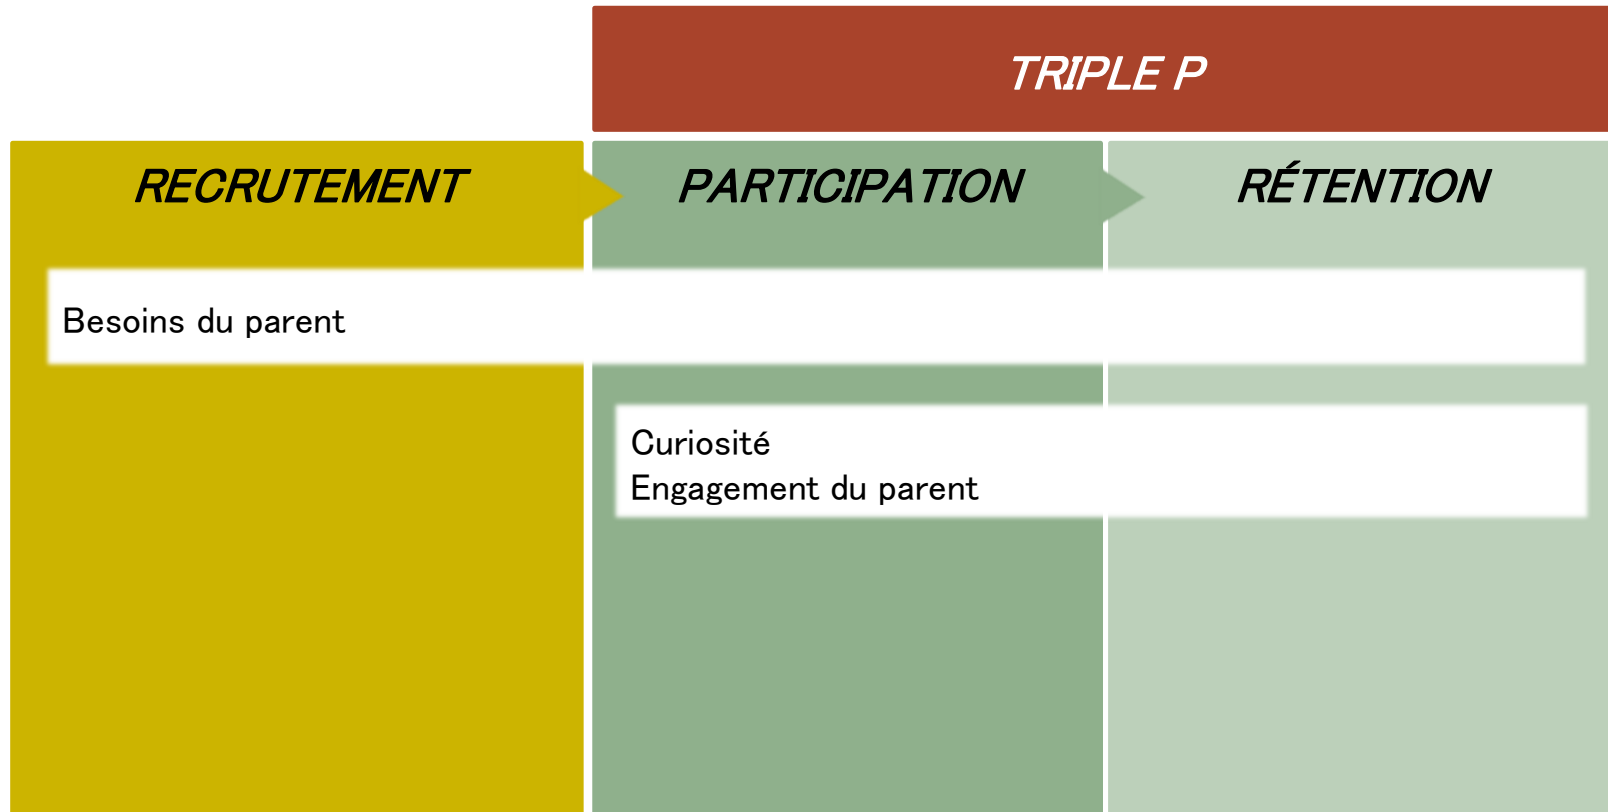 TRIPLE P
RECRUTEMENT
PARTICIPATION
RÉTENTION
Besoins du parent
Curiosité
Engagement du parent